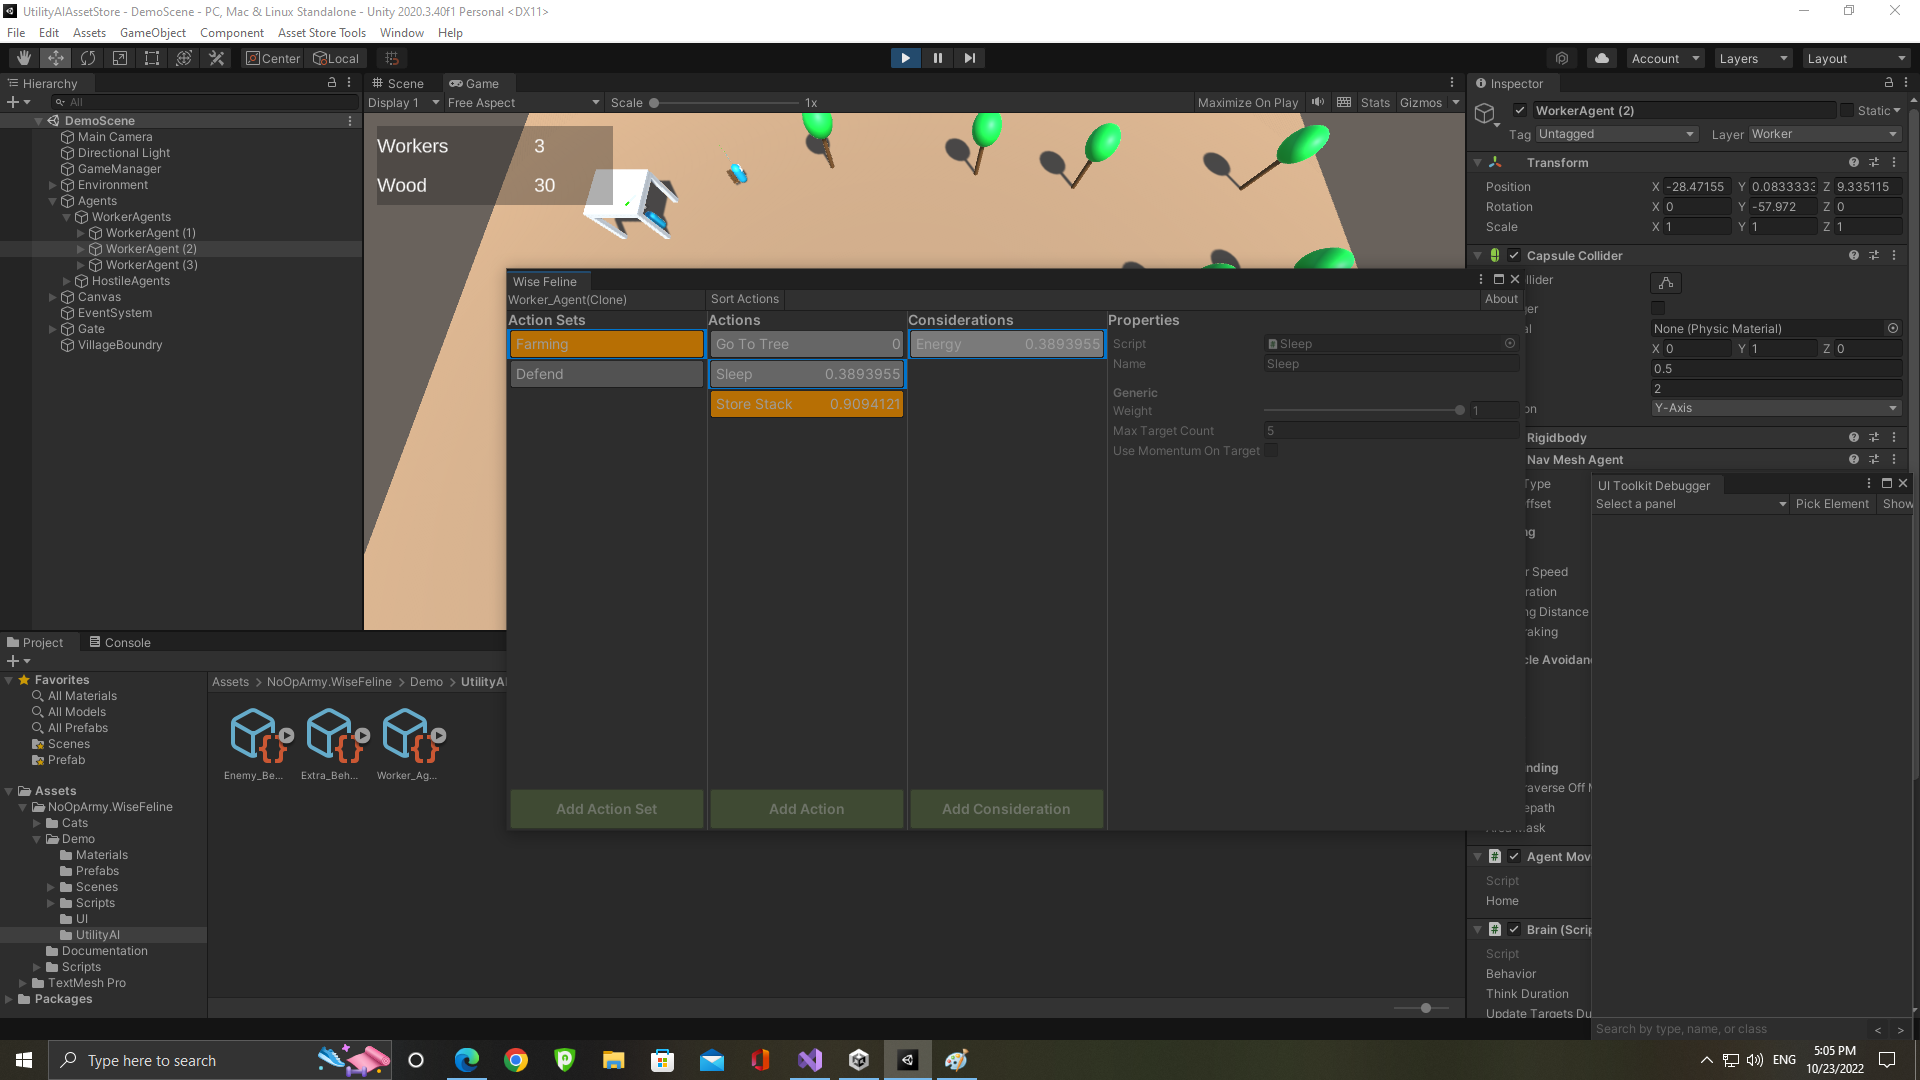 UtilityAIAssetStore - DemoScene - PC, Mac & Linux Standalone - Unity 2020.3.40f1 Personal <DX11>
File Edit Assets GameObject Component Asset Store Tools Window Help
Center Local Account Layers Layout
Hierarchy
All
DemoScene
Main Camera
Directional Light
GameManager
Environment
Agents
WorkerAgents
WorkerAgent (1)
WorkerAgent (2)
WorkerAgent (3)
HostileAgents
Canvas
EventSystem
Gate
VillageBoundry
Scene Game
Display 1 Free Aspect Scale 1x Maximize On Play Stats Gizmos
Workers 3
Wood 30
Wise Feline
Worker_Agent(Clone) Sort Actions About
Action Sets Actions Considerations Properties
Farming Go To Tree 0 Energy 0.3893955 Script Sleep
Name Sleep
Defend Sleep 0.3893955
Generic
Store Stack 0.9094121 Weight 1
Max Target Count 5
Use Momentum On Target
Add Action Set Add Action Add Consideration
Inspector
WorkerAgent (2) Static
Tag Untagged Layer Worker
Transform
Position X -28.47155 Y 0.0833333 Z 9.335115
Rotation X 0 Y -57.972 Z 0
Scale X 1 Y 1 Z 1
Capsule Collider
llider
er
al None (Physic Material)
X 0 Y 1 Z 0
0.5
2
on Y-Axis
Rigidbody
Nav Mesh Agent
Type
ffset
ng
r Speed
ration
ng Distance
raking
cle Avoidan
nding
raverse Off M
epath
Area Mask
Agent Mov
Script
Home
Brain (Scrip
Script
Behavior
Think Duration
Update Targets Du
UI Toolkit Debugger
Select a panel Pick Element Show
Search by type, name, or class < >
Project Console
Favorites
All Materials
All Models
All Prefabs
Scenes
Prefab
Assets
NoOpArmy.WiseFeline
Cats
Demo
Materials
Prefabs
Scenes
Scripts
UI
UtilityAI
Documentation
Scripts
TextMesh Pro
Packages
Assets > NoOpArmy.WiseFeline > Demo > UtilityAI
Enemy_Be... Extra_Beh... Worker_Ag...
Type here to search
ENG
5:05 PM
10/23/2022